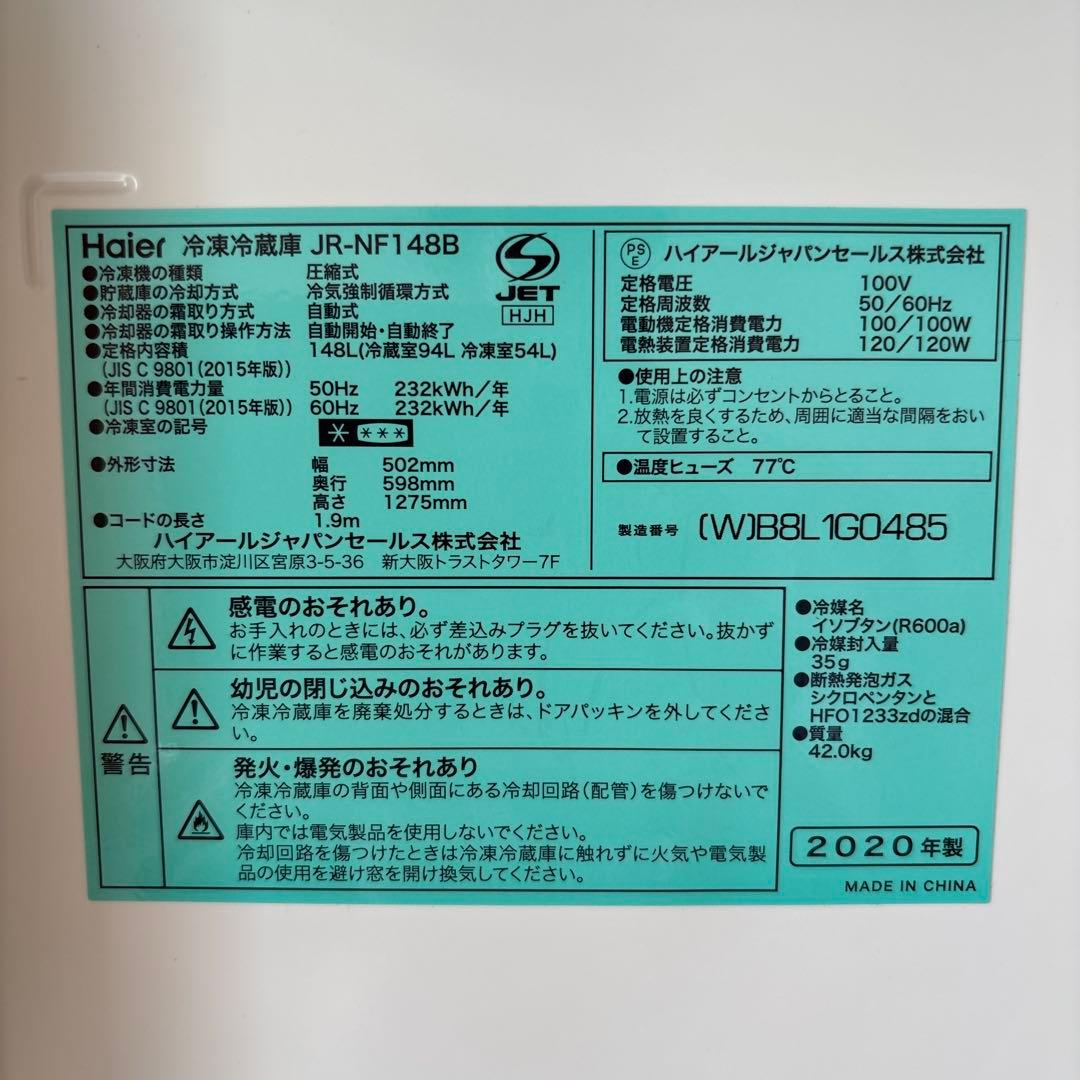 Haier 冷凍冷蔵庫 JR-NF148B
●冷凍機の種類 圧縮式
●貯蔵庫の冷却方式 冷気強制循環方式
●冷却器の霜取り方式 自動式
●冷却器の霜取り操作方法 自動開始・自動終了
●定格内容積 148L(冷蔵室94L 冷凍室54L)
(JIS C 9801(2015年版))
●年間消費電力量 50Hz 232kWh/年
(JIS C 9801(2015年版)) 60Hz 232kWh/年
●冷凍室の記号 * ***
●外形寸法 幅 502mm
奥行 598mm
高さ 1275mm
●コードの長さ 1.9m
ハイアールジャパンセールス株式会社
大阪府大阪市淀川区宮原3-5-36 新大阪トラストタワー7F
S
JET
HJH
PSE ハイアールジャパンセールス株式会社
定格電圧 100V
定格周波数 50/60Hz
電動機定格消費電力 100/100W
電熱装置定格消費電力 120/120W
●使用上の注意
1.電源は必ずコンセントからとること。
2.放熱を良くするため、周囲に適当な間隔をおい
て設置すること。
●温度ヒューズ 77℃
製造番号 (W)B8L1G0485
警告
感電のおそれあり。
お手入れのときには、必ず差込みプラグを抜いてください。抜かず
に作業すると感電のおそれがあります。
幼児の閉じ込みのおそれあり。
冷凍冷蔵庫を廃棄処分するときは、ドアパッキンを外してくださ
い。
発火・爆発のおそれあり
冷凍冷蔵庫の背面や側面にある冷却回路(配管)を傷つけないで
ください。
庫内では電気製品を使用しないでください。
冷却回路を傷つけたときは冷凍冷蔵庫に触れずに火気や電気製
品の使用を避け窓を開け換気してください。
●冷媒名
イソブタン(R600a)
●冷媒封入量
35g
●断熱発泡ガス
シクロペンタンと
HFO1233zdの混合
●質量
42.0kg
2020年製
MADE IN CHINA